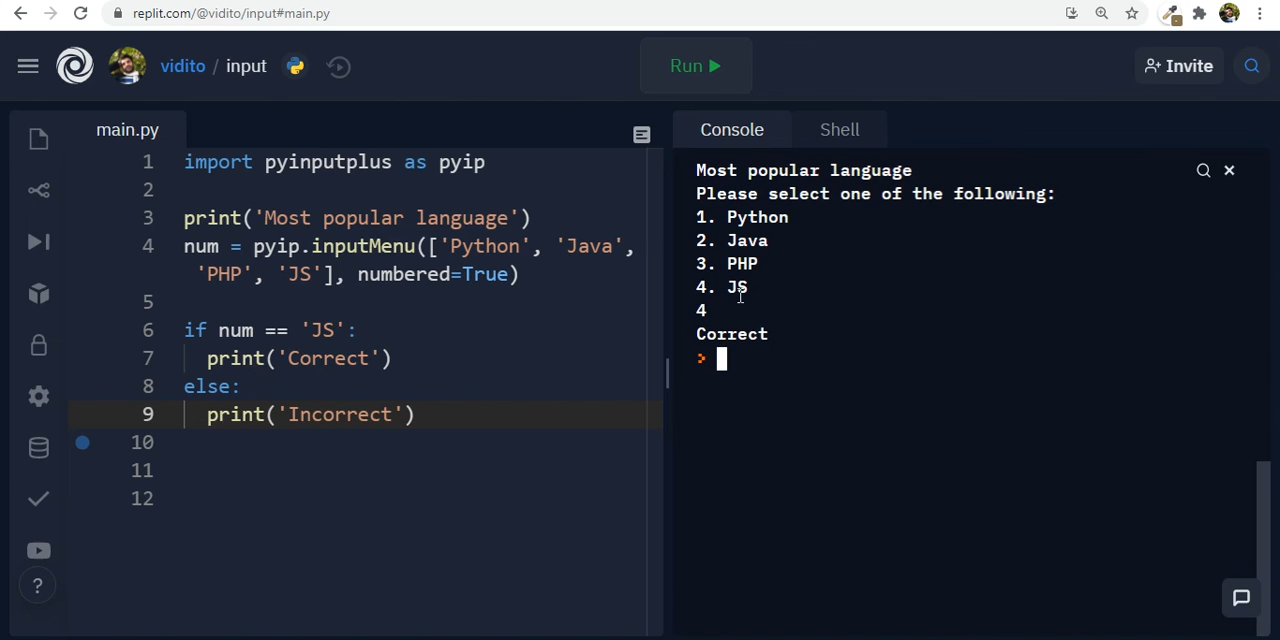 replit.com/@vidito/input#main.py
vidito / input
Run
Invite
main.py
Console
Shell
1 import pyinputplus as pyip
2
3 print('Most popular language')
4 num = pyip.inputMenu(['Python', 'Java',
'PHP', 'JS'], numbered=True)
5
6 if num == 'JS':
7 print('Correct')
8 else:
9 print('Incorrect')
10
11
12
?
Most popular language
Please select one of the following:
1. Python
2. Java
3. PHP
4. JS
4
Correct
>